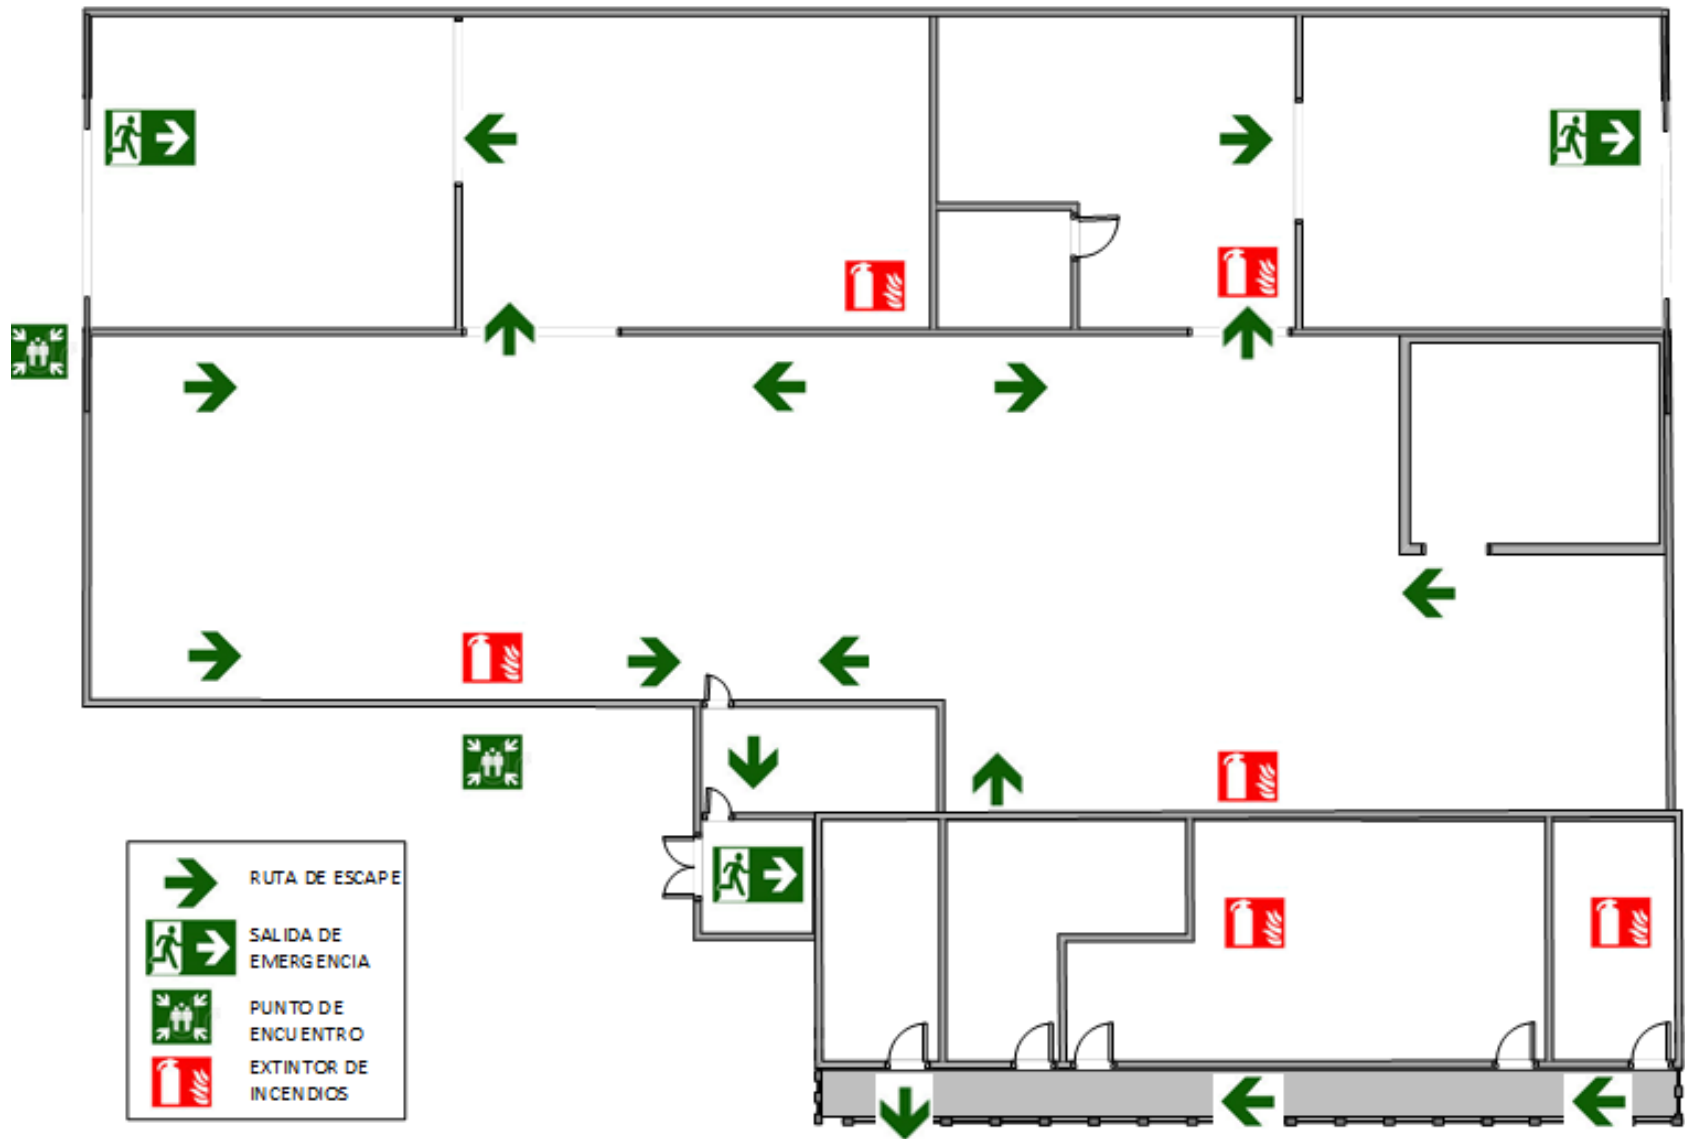 RUTA DE ESCAPE
SALIDA DE
EMERGENCIA
PUNTO DE
ENCUENTRO
EXTINTOR DE
INCENDIOS